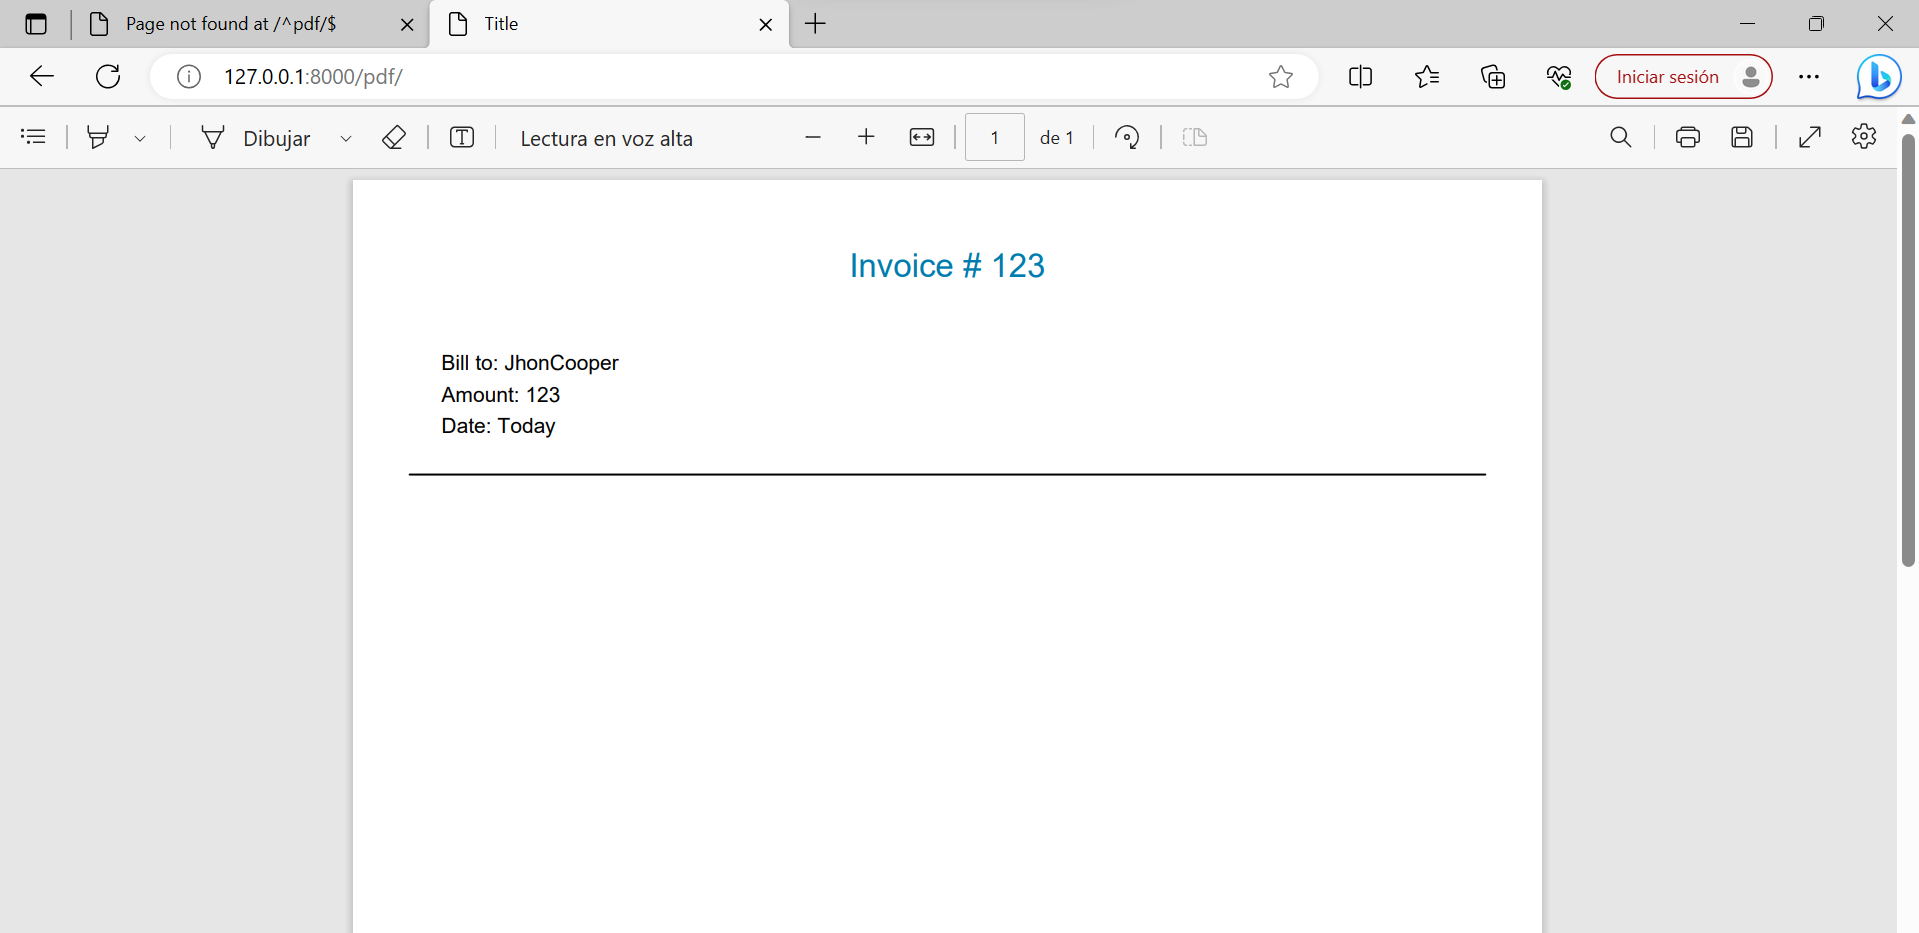 Page not found at /^pdf/$
Title
127.0.0.1:8000/pdf/
Iniciar sesión
Dibujar
Lectura en voz alta
1
de 1
Invoice # 123
Bill to: JhonCooper
Amount: 123
Date: Today